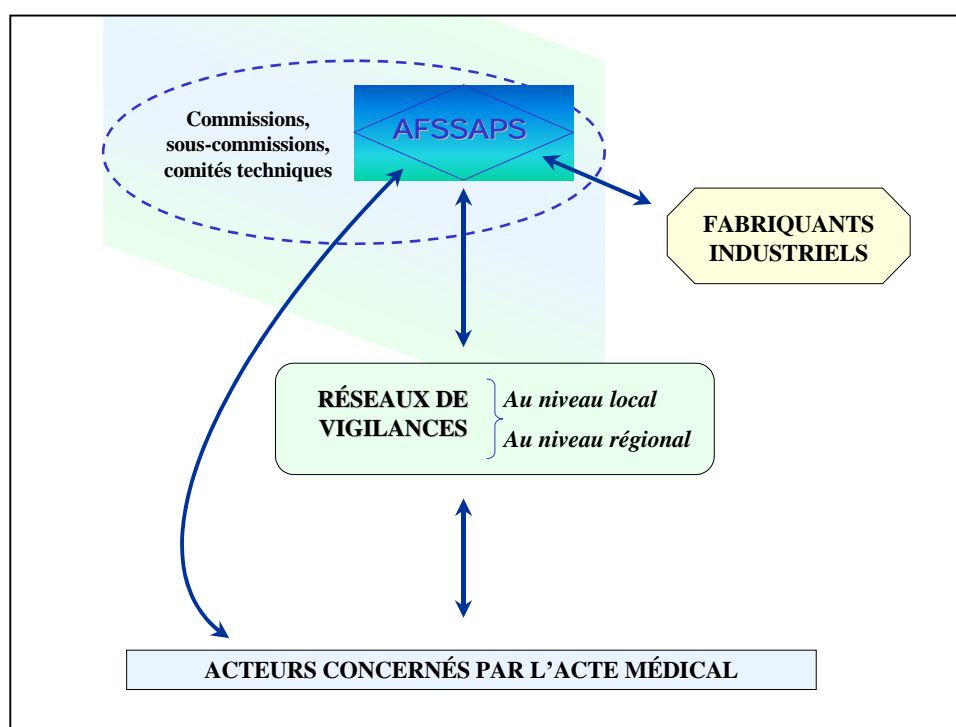 Commissions,
sous-commissions,
comités techniques
AFSSAPS
FABRIQUANTS
INDUSTRIELS
RÉSEAUX DE
VIGILANCES
Au niveau local
Au niveau régional
ACTEURS CONCERNÉS PAR L'ACTE MÉDICAL